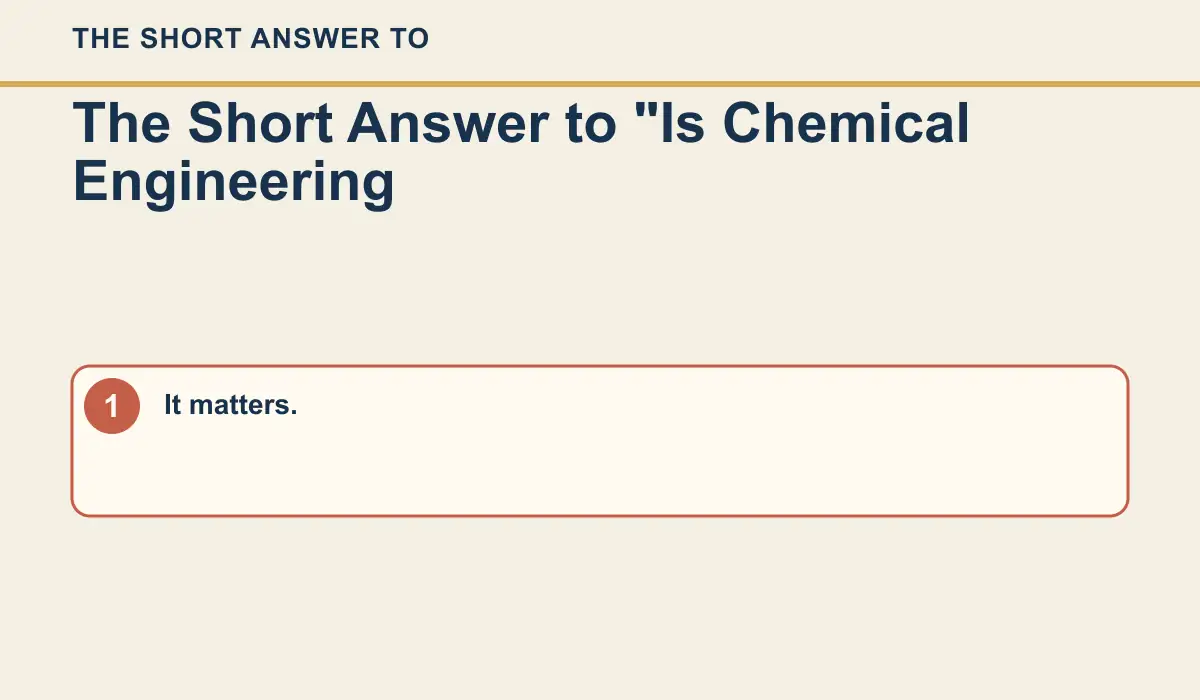 THE SHORT ANSWER TO
The Short Answer to "Is Chemical
Engineering
1 It matters.